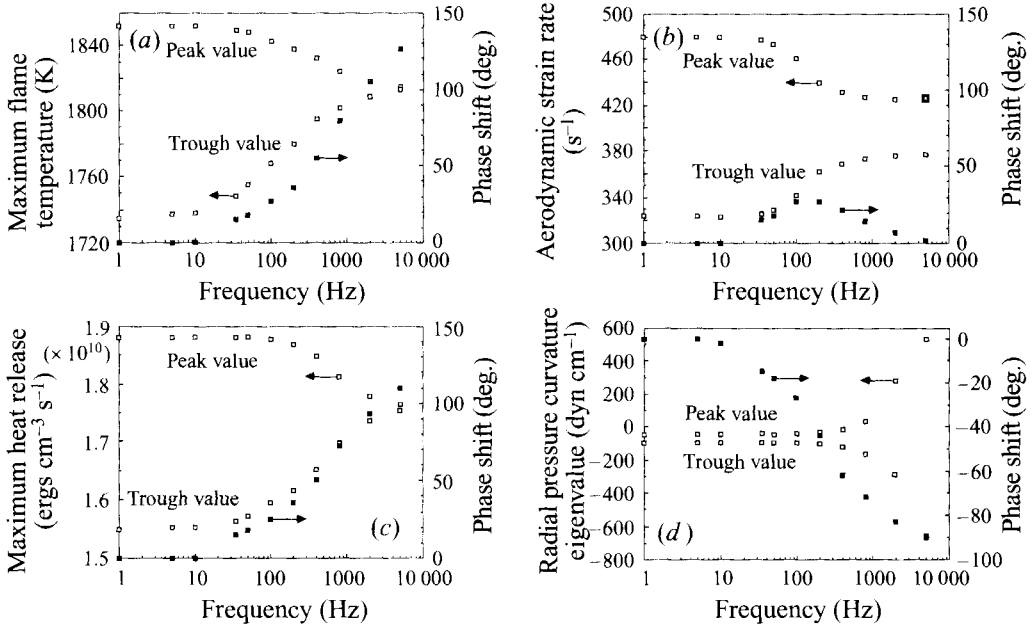 (a)
Peak value
Trough value
1840
1800
1760
1720
150
100
50
0
1
10
100
1000
10 000
Maximum flame
temperature (K)
Phase shift (deg.)
Frequency (Hz)
(b)
Peak value
Trough value
500
460
420
380
340
300
150
100
50
0
1
10
100
1000
10 000
Aerodynamic strain rate
(s⁻¹)
Phase shift (deg.)
Frequency (Hz)
(c)
Peak value
Trough value
1.9
(× 10¹⁰)
1.8
1.7
1.6
1.5
150
100
50
0
1
10
100
1000
10 000
Maximum heat release
(ergs cm⁻³ s⁻¹)
Phase shift (deg.)
Frequency (Hz)
(d)
Peak value
Trough value
600
400
200
0
−200
−400
−600
−800
0
−20
−40
−60
−80
−100
1
10
100
1000
10 000
Radial pressure curvature
eigenvalue (dyn cm⁻¹)
Phase shift (deg.)
Frequency (Hz)